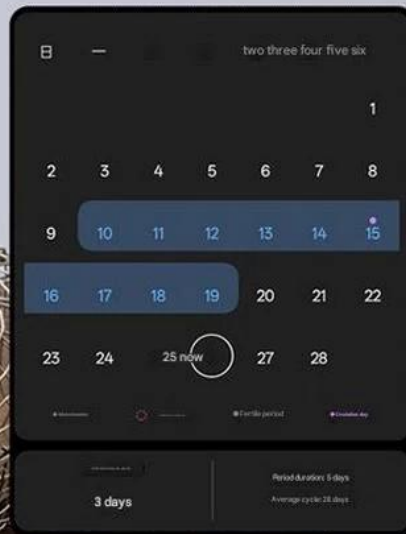 日 一 two three four five six
1
2 3 4 5 6 7 8
9 10 11 12 13 14 15
16 17 18 19 20 21 22
23 24 25 now 27 28
Fertile period Ovulation day
Period duration: 5 days
3 days
Average cycle: 28 days